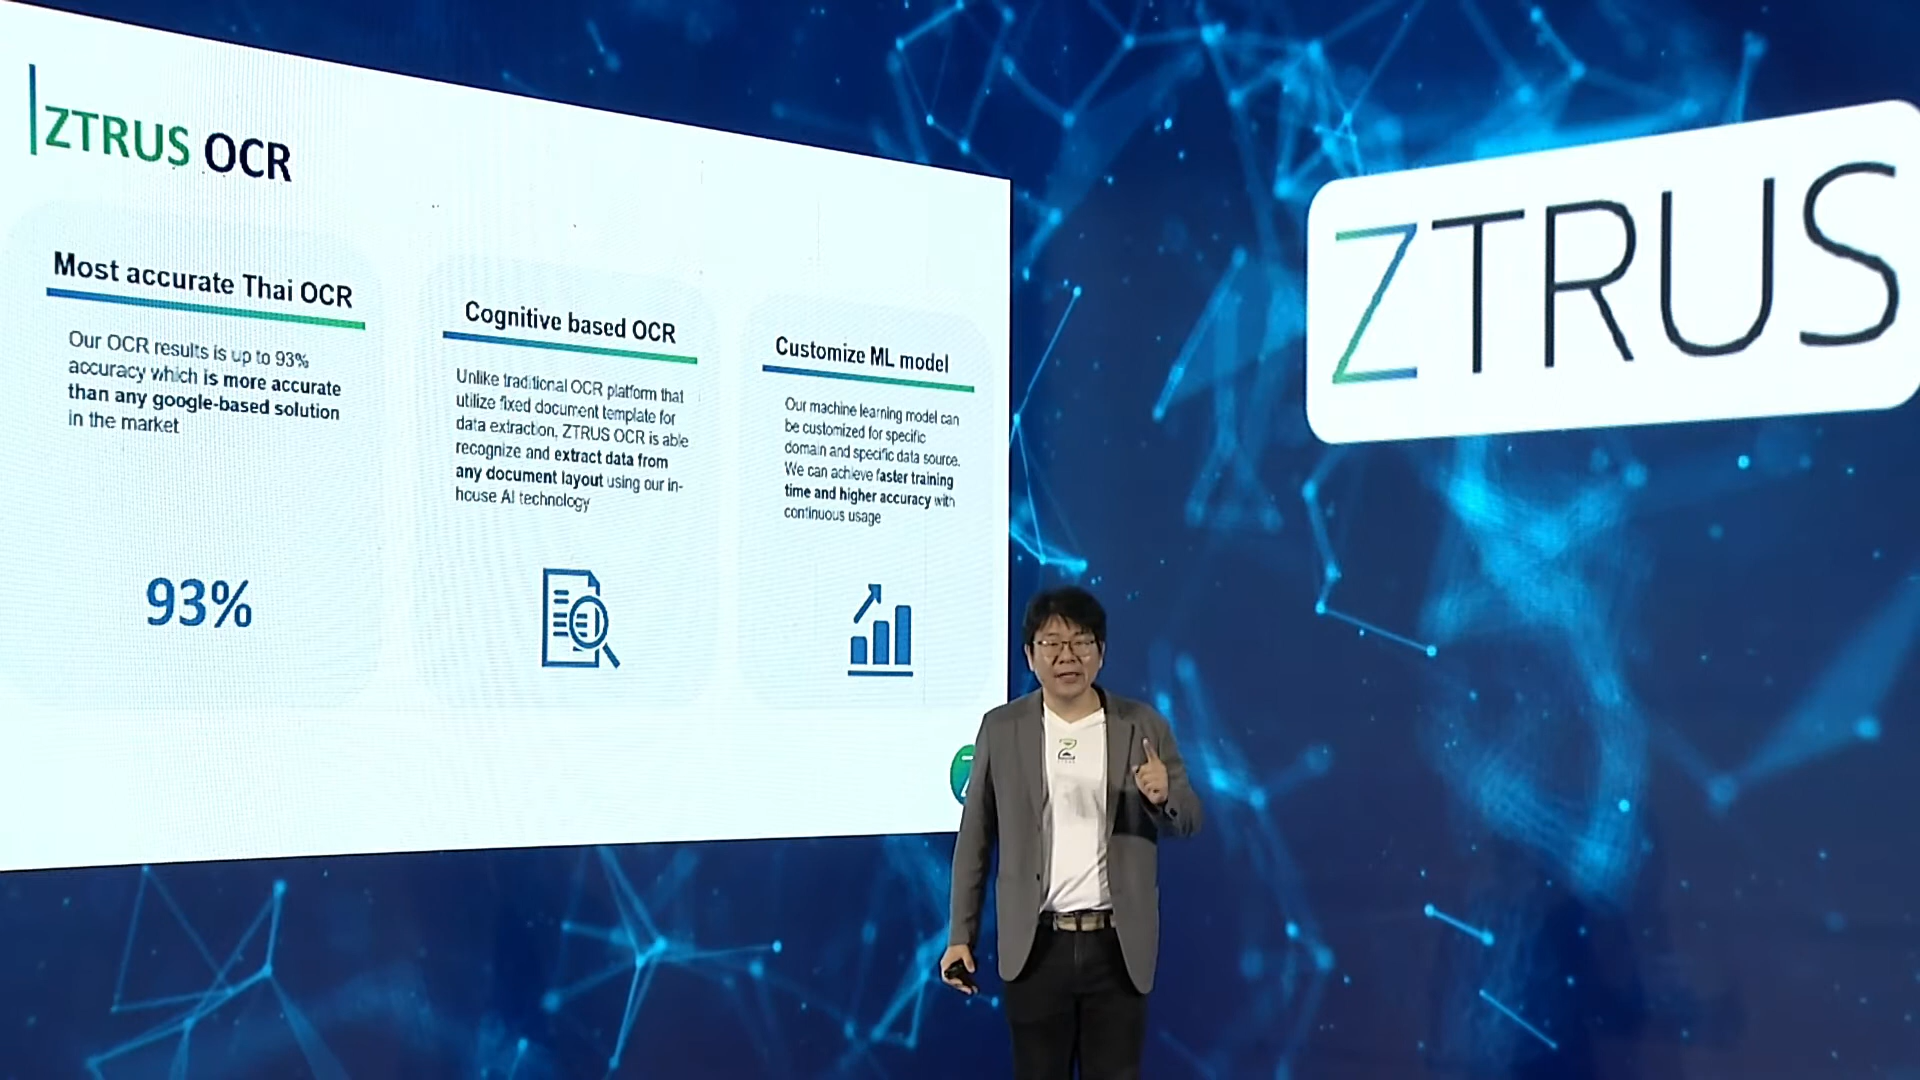 ZTRUS OCR
Most accurate Thai OCR
Our OCR results is up to 93%
accuracy which is more accurate
than any google-based solution
in the market
93%
Cognitive based OCR
Unlike traditional OCR platform that
utilize fixed document template for
data extraction, ZTRUS OCR is able
recognize and extract data from
any document layout using our in-
house AI technology
Customize ML model
Our machine learning model can
be customized for specific
domain and specific data source.
We can achieve faster training
time and higher accuracy with
continuous usage
ZTRUS
Z